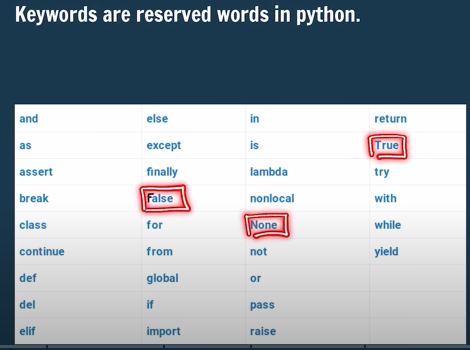 Keywords are reserved words in python.
and else in return
as except is True
assert finally lambda try
break False nonlocal with
class for None while
continue from not yield
def global or
del if pass
elif import raise